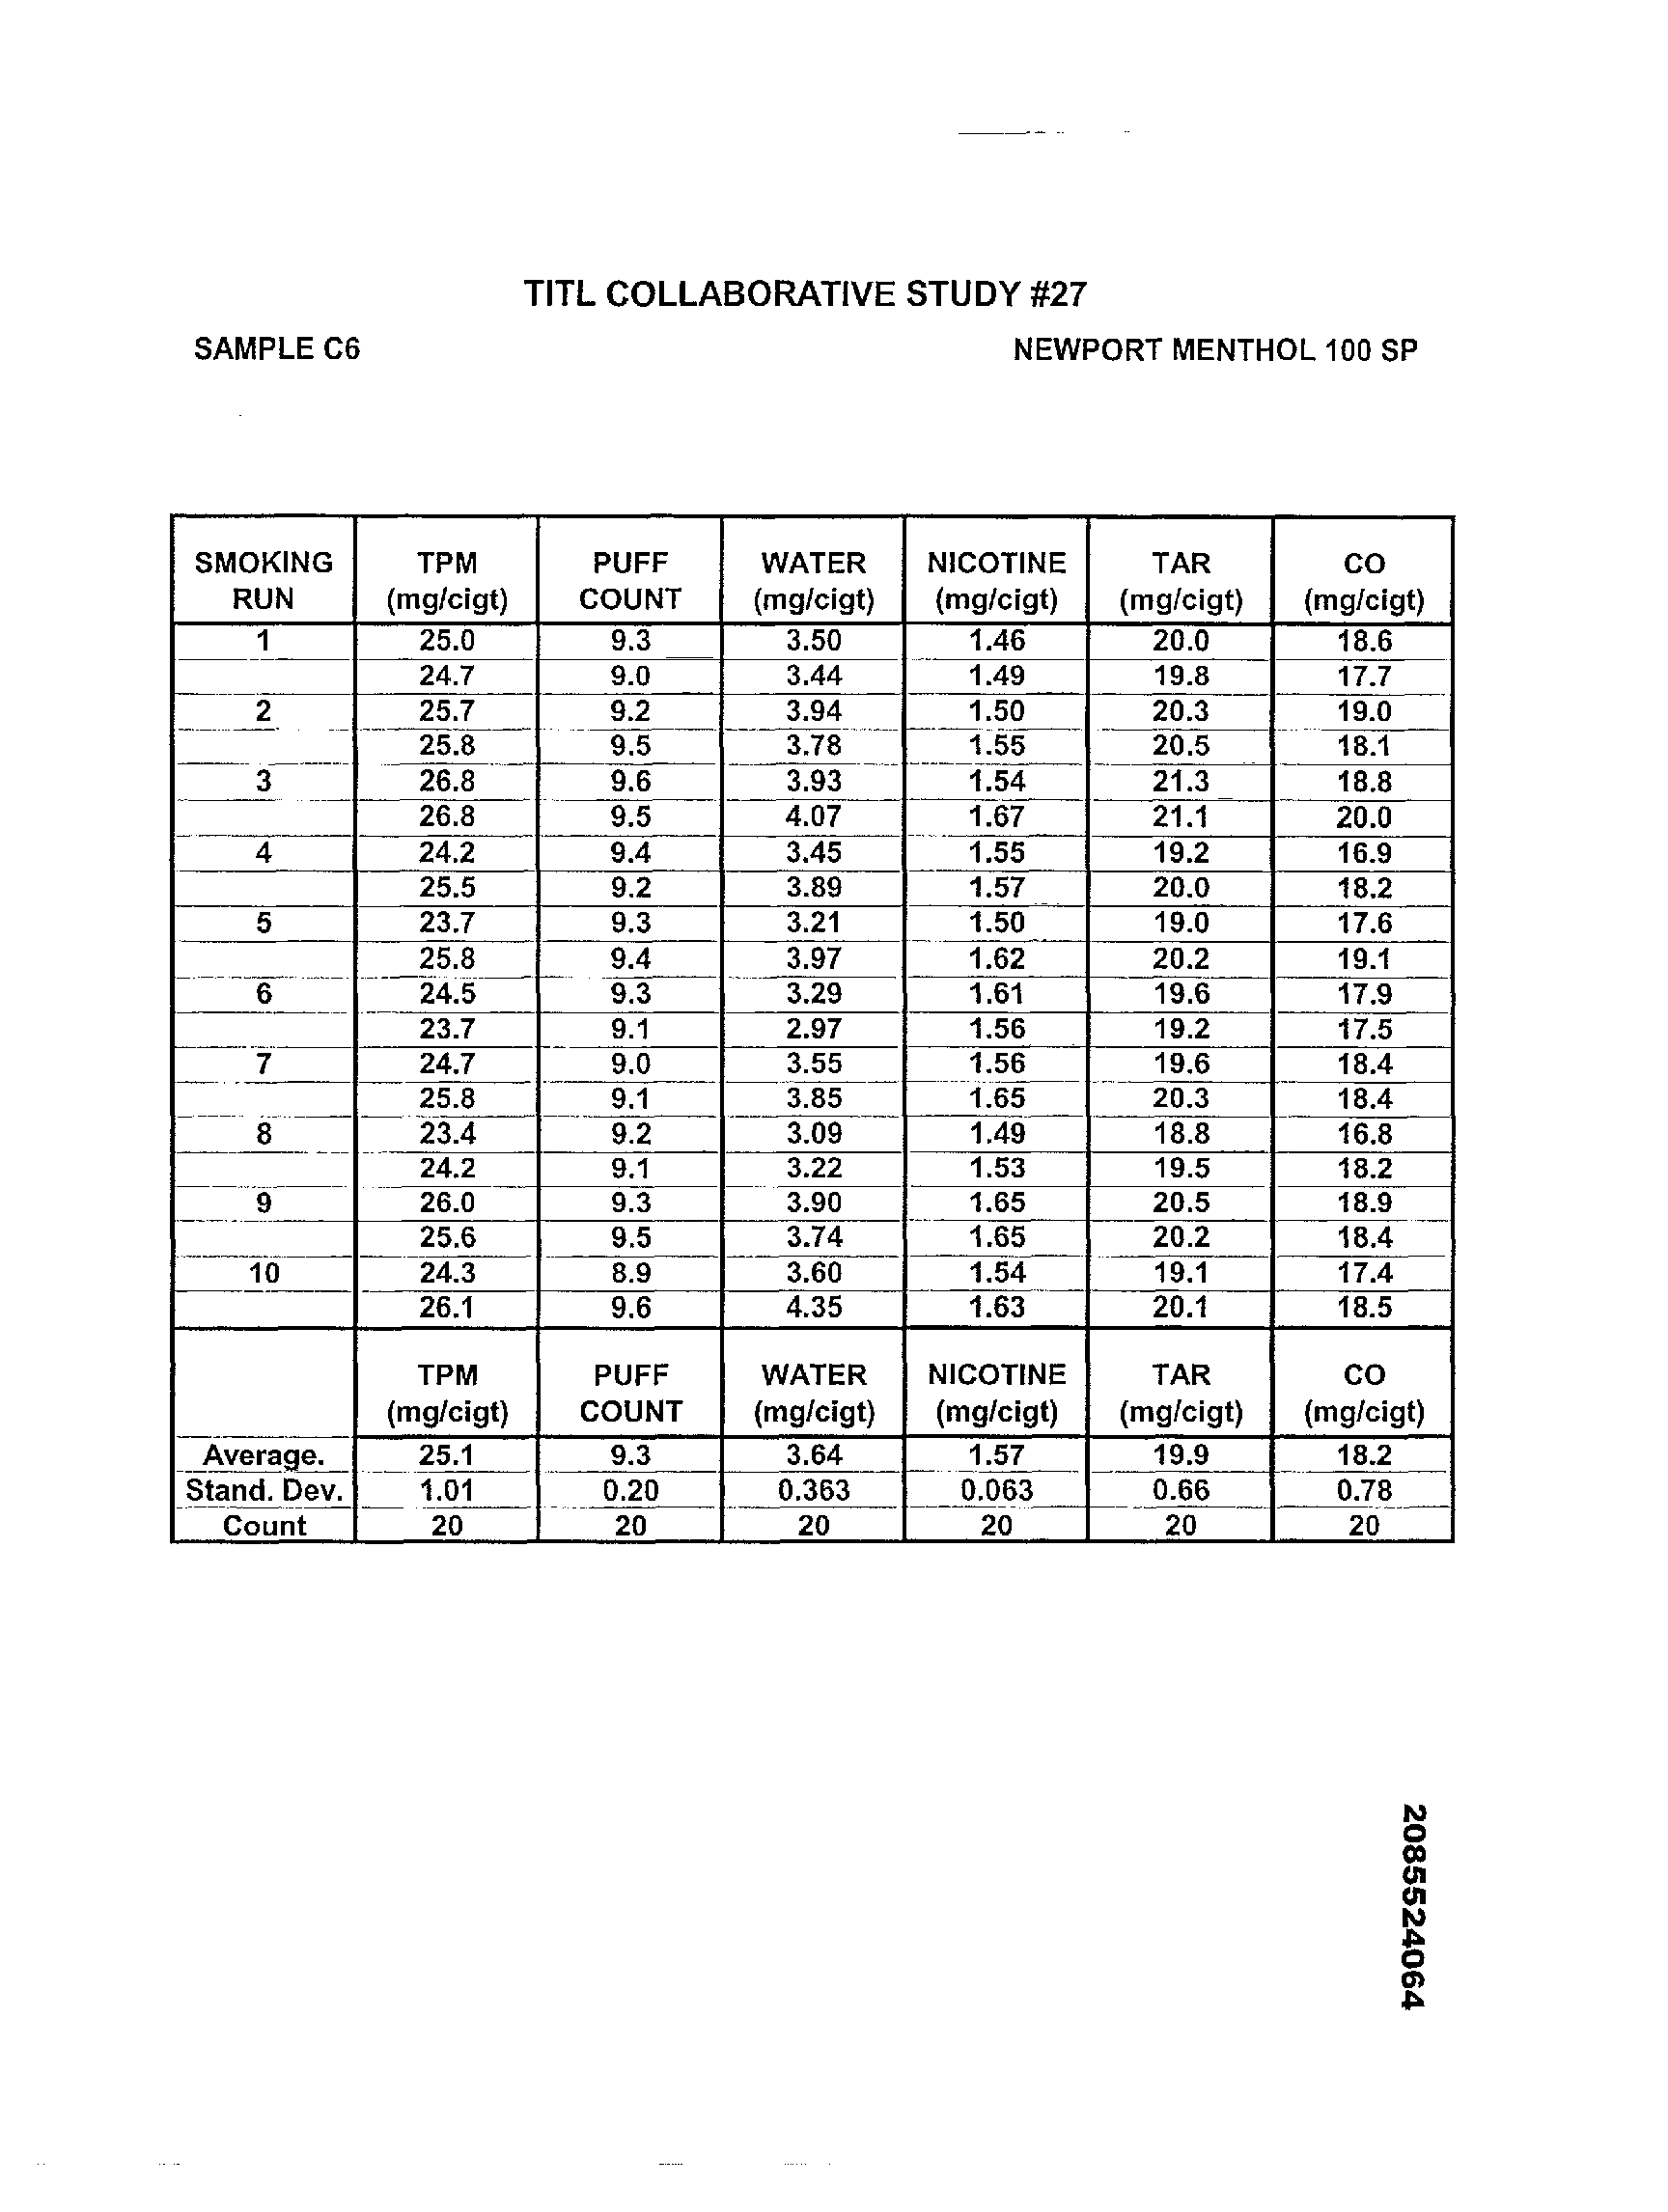 TITL COLLABORATIVE STUDY #27
SAMPLE C6 NEWPORT MENTHOL 100 SP
SMOKING TPM PUFF WATER NICOTINE TAR CO
RUN (mg/cigt) COUNT (mg/cigt) (mg/cigt) (mg/cigt) (mg/cigt)
1 25.0 9.3 3.50 1.46 20.0 18.6
24.7 9.0 3.44 1.49 19.8 17.7
2 25.7 9.2 3.94 1.50 20.3 19.0
25.8 9.5 3.78 1.55 20.5 18.1
3 26.8 9.6 3.93 1.54 21.3 18.8
26.8 9.5 4.07 1.67 21.1 20.0
4 24.2 9.4 3.45 1.55 19.2 16.9
25.5 9.2 3.89 1.57 20.0 18.2
5 23.7 9.3 3.21 1.50 19.0 17.6
25.8 9.4 3.97 1.62 20.2 19.1
6 24.5 9.3 3.29 1.61 19.6 17.9
23.7 9.1 2.97 1.56 19.2 17.5
7 24.7 9.0 3.55 1.56 19.6 18.4
25.8 9.1 3.85 1.65 20.3 18.4
8 23.4 9.2 3.09 1.49 18.8 16.8
24.2 9.1 3.22 1.53 19.5 18.2
9 26.0 9.3 3.90 1.65 20.5 18.9
25.6 9.5 3.74 1.65 20.2 18.4
10 24.3 8.9 3.60 1.54 19.1 17.4
26.1 9.6 4.35 1.63 20.1 18.5
TPM PUFF WATER NICOTINE TAR CO
(mg/cigt) COUNT (mg/cigt) (mg/cigt) (mg/cigt) (mg/cigt)
Average. 25.1 9.3 3.64 1.57 19.9 18.2
Stand. Dev. 1.01 0.20 0.363 0.063 0.66 0.78
Count 20 20 20 20 20 20
2085524064